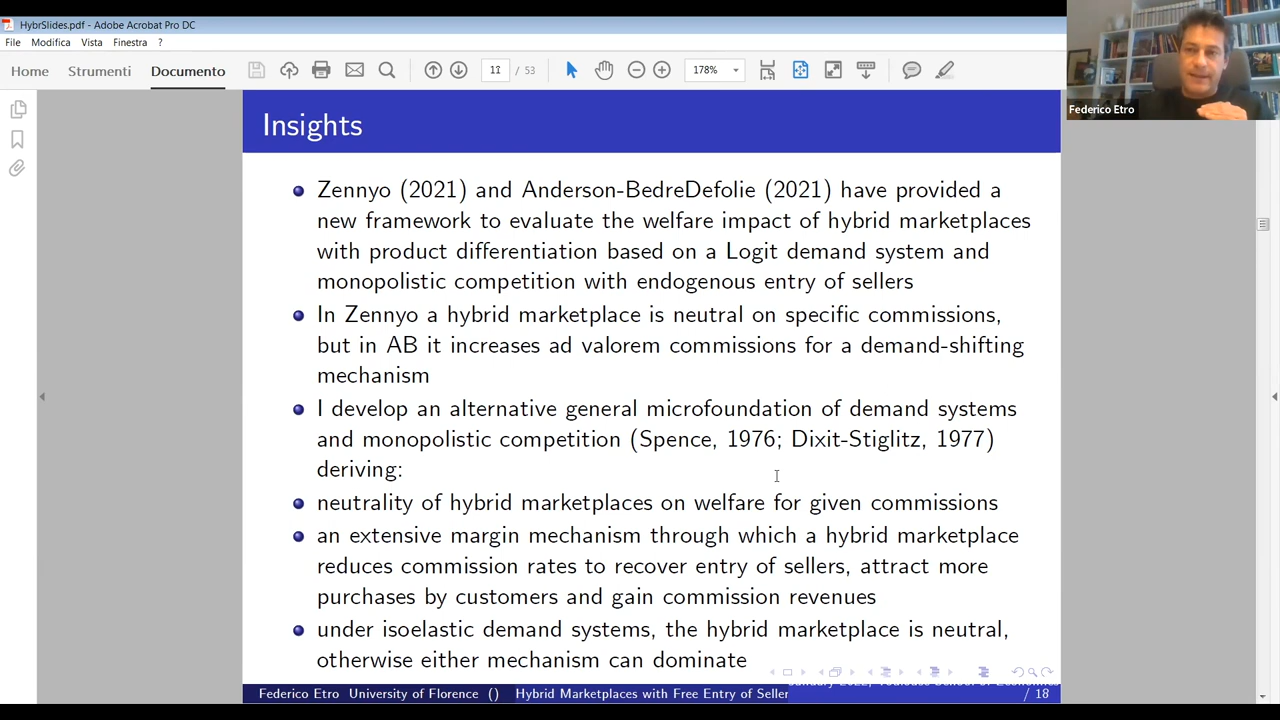 HybrSlides.pdf - Adobe Acrobat Pro DC
File Modifica Vista Finestra ?
Home Strumenti Documento 11 / 53 178%
Federico Etro
Insights
Zennyo (2021) and Anderson-BedreDefolie (2021) have provided a
new framework to evaluate the welfare impact of hybrid marketplaces
with product differentiation based on a Logit demand system and
monopolistic competition with endogenous entry of sellers
In Zennyo a hybrid marketplace is neutral on specific commissions,
but in AB it increases ad valorem commissions for a demand-shifting
mechanism
I develop an alternative general microfoundation of demand systems
and monopolistic competition (Spence, 1976; Dixit-Stiglitz, 1977)
deriving:
neutrality of hybrid marketplaces on welfare for given commissions
an extensive margin mechanism through which a hybrid marketplace
reduces commission rates to recover entry of sellers, attract more
purchases by customers and gain commission revenues
under isoelastic demand systems, the hybrid marketplace is neutral,
otherwise either mechanism can dominate
Federico Etro University of Florence () Hybrid Marketplaces with Free Entry of Seller / 18